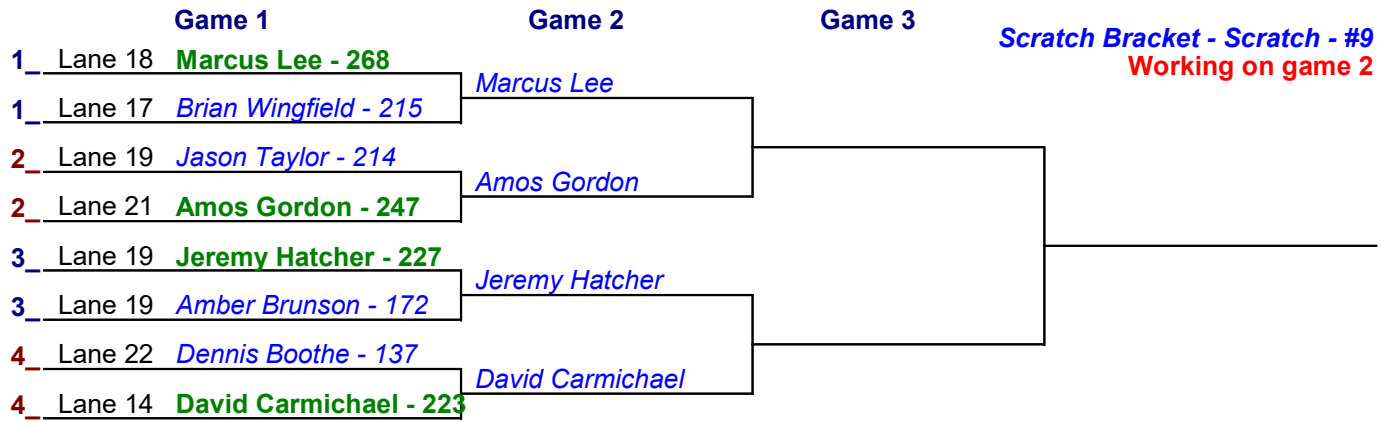 Game 1 Game 2 Game 3
Scratch Bracket - Scratch - #9
Working on game 2
1_ Lane 18 Marcus Lee - 268
Marcus Lee
1_ Lane 17 Brian Wingfield - 215
2_ Lane 19 Jason Taylor - 214
Amos Gordon
2_ Lane 21 Amos Gordon - 247
3_ Lane 19 Jeremy Hatcher - 227
Jeremy Hatcher
3_ Lane 19 Amber Brunson - 172
4_ Lane 22 Dennis Boothe - 137
David Carmichael
4_ Lane 14 David Carmichael - 223